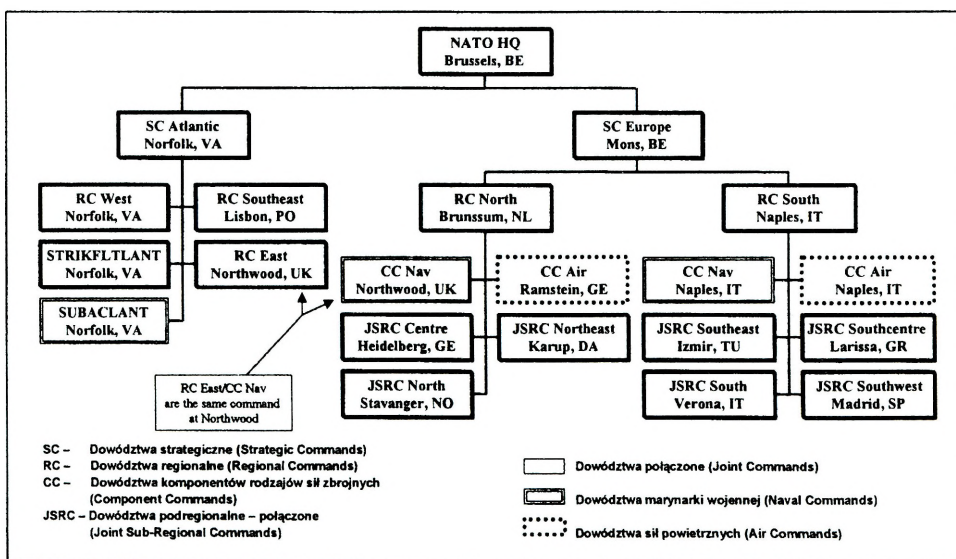 NATO HQ
Brussels, BE
SC Atlantic
Norfolk, VA
SC Europe
Mons, BE
RC West
Norfolk, VA
RC Southeast
Lisbon, PO
STRIKFLTLANT
Norfolk, VA
RC East
Northwood, UK
SUBACLANT
Norfolk, VA
RC East/CC Nav
are the same command
at Northwood
RC North
Brunssum, NL
RC South
Naples, IT
CC Nav
Northwood, UK
CC Air
Ramstein, GE
JSRC Centre
Heidelberg, GE
JSRC Northeast
Karup, DA
JSRC North
Stavanger, NO
CC Nav
Naples, IT
CC Air
Naples, IT
JSRC Southeast
Izmir, TU
JSRC Southcentre
Larissa, GR
JSRC South
Verona, IT
JSRC Southwest
Madrid, SP
SC – Dowództwa strategiczne (Strategic Commands)
RC – Dowództwa regionalne (Regional Commands)
CC – Dowództwa komponentów rodzajów sił zbrojnych
(Component Commands)
JSRC – Dowództwa podregionalne – połączone
(Joint Sub-Regional Commands)
Dowództwa połączone (Joint Commands)
Dowództwa marynarki wojennej (Naval Commands)
Dowództwa sił powietrznych (Air Commands)